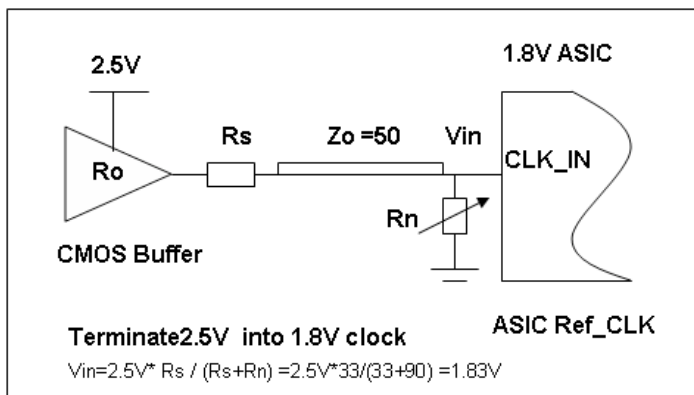 2.5V
1.8V ASIC
Rs
Zo =50
Vin
Ro
CLK_IN
Rn
CMOS Buffer
ASIC Ref_CLK
Terminate2.5V into 1.8V clock
Vin=2.5V* Rs / (Rs+Rn) =2.5V*33/(33+90) =1.83V